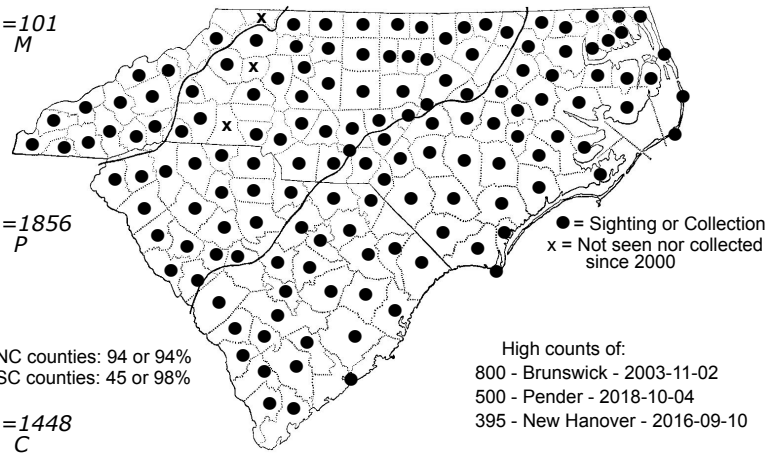 =101
M
=1856
P
=1448
C
x
x
x
● = Sighting or Collection
x = Not seen nor collected
since 2000
NC counties: 94 or 94%
SC counties: 45 or 98%
High counts of:
800 - Brunswick - 2003-11-02
500 - Pender - 2018-10-04
395 - New Hanover - 2016-09-10